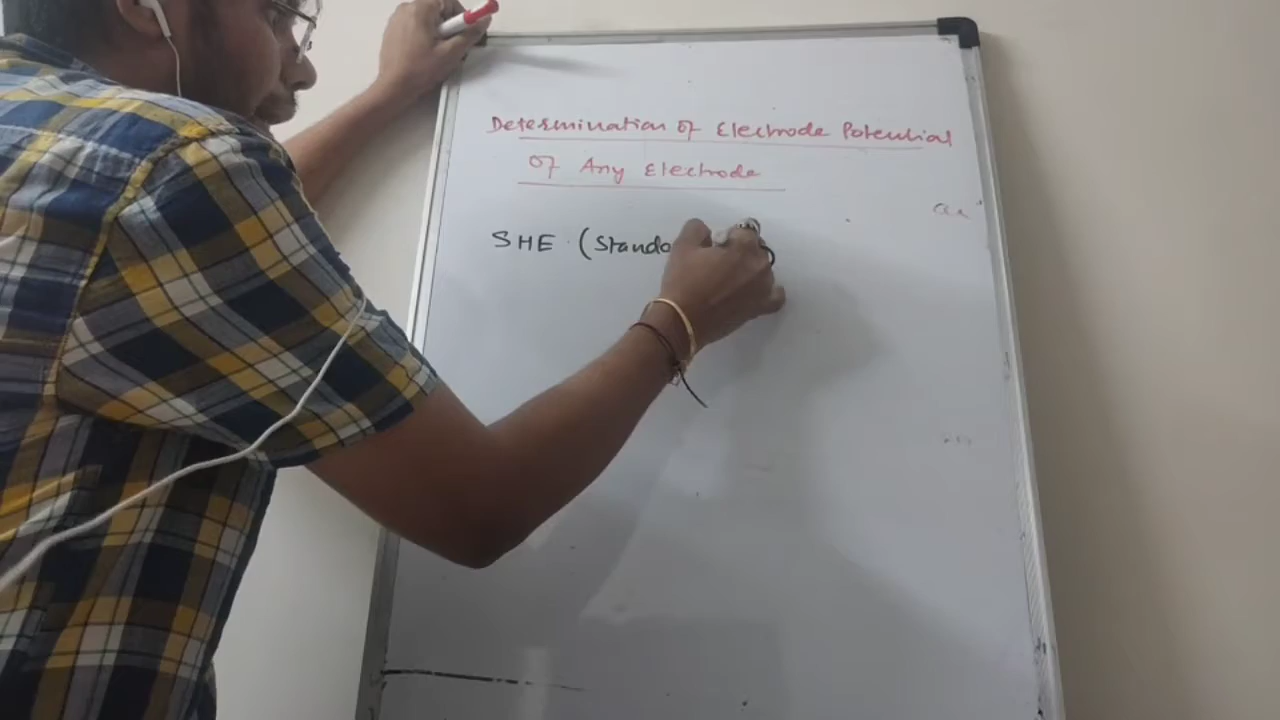 Determination of Electrode Potential
of Any Electrode
SHE (Standa